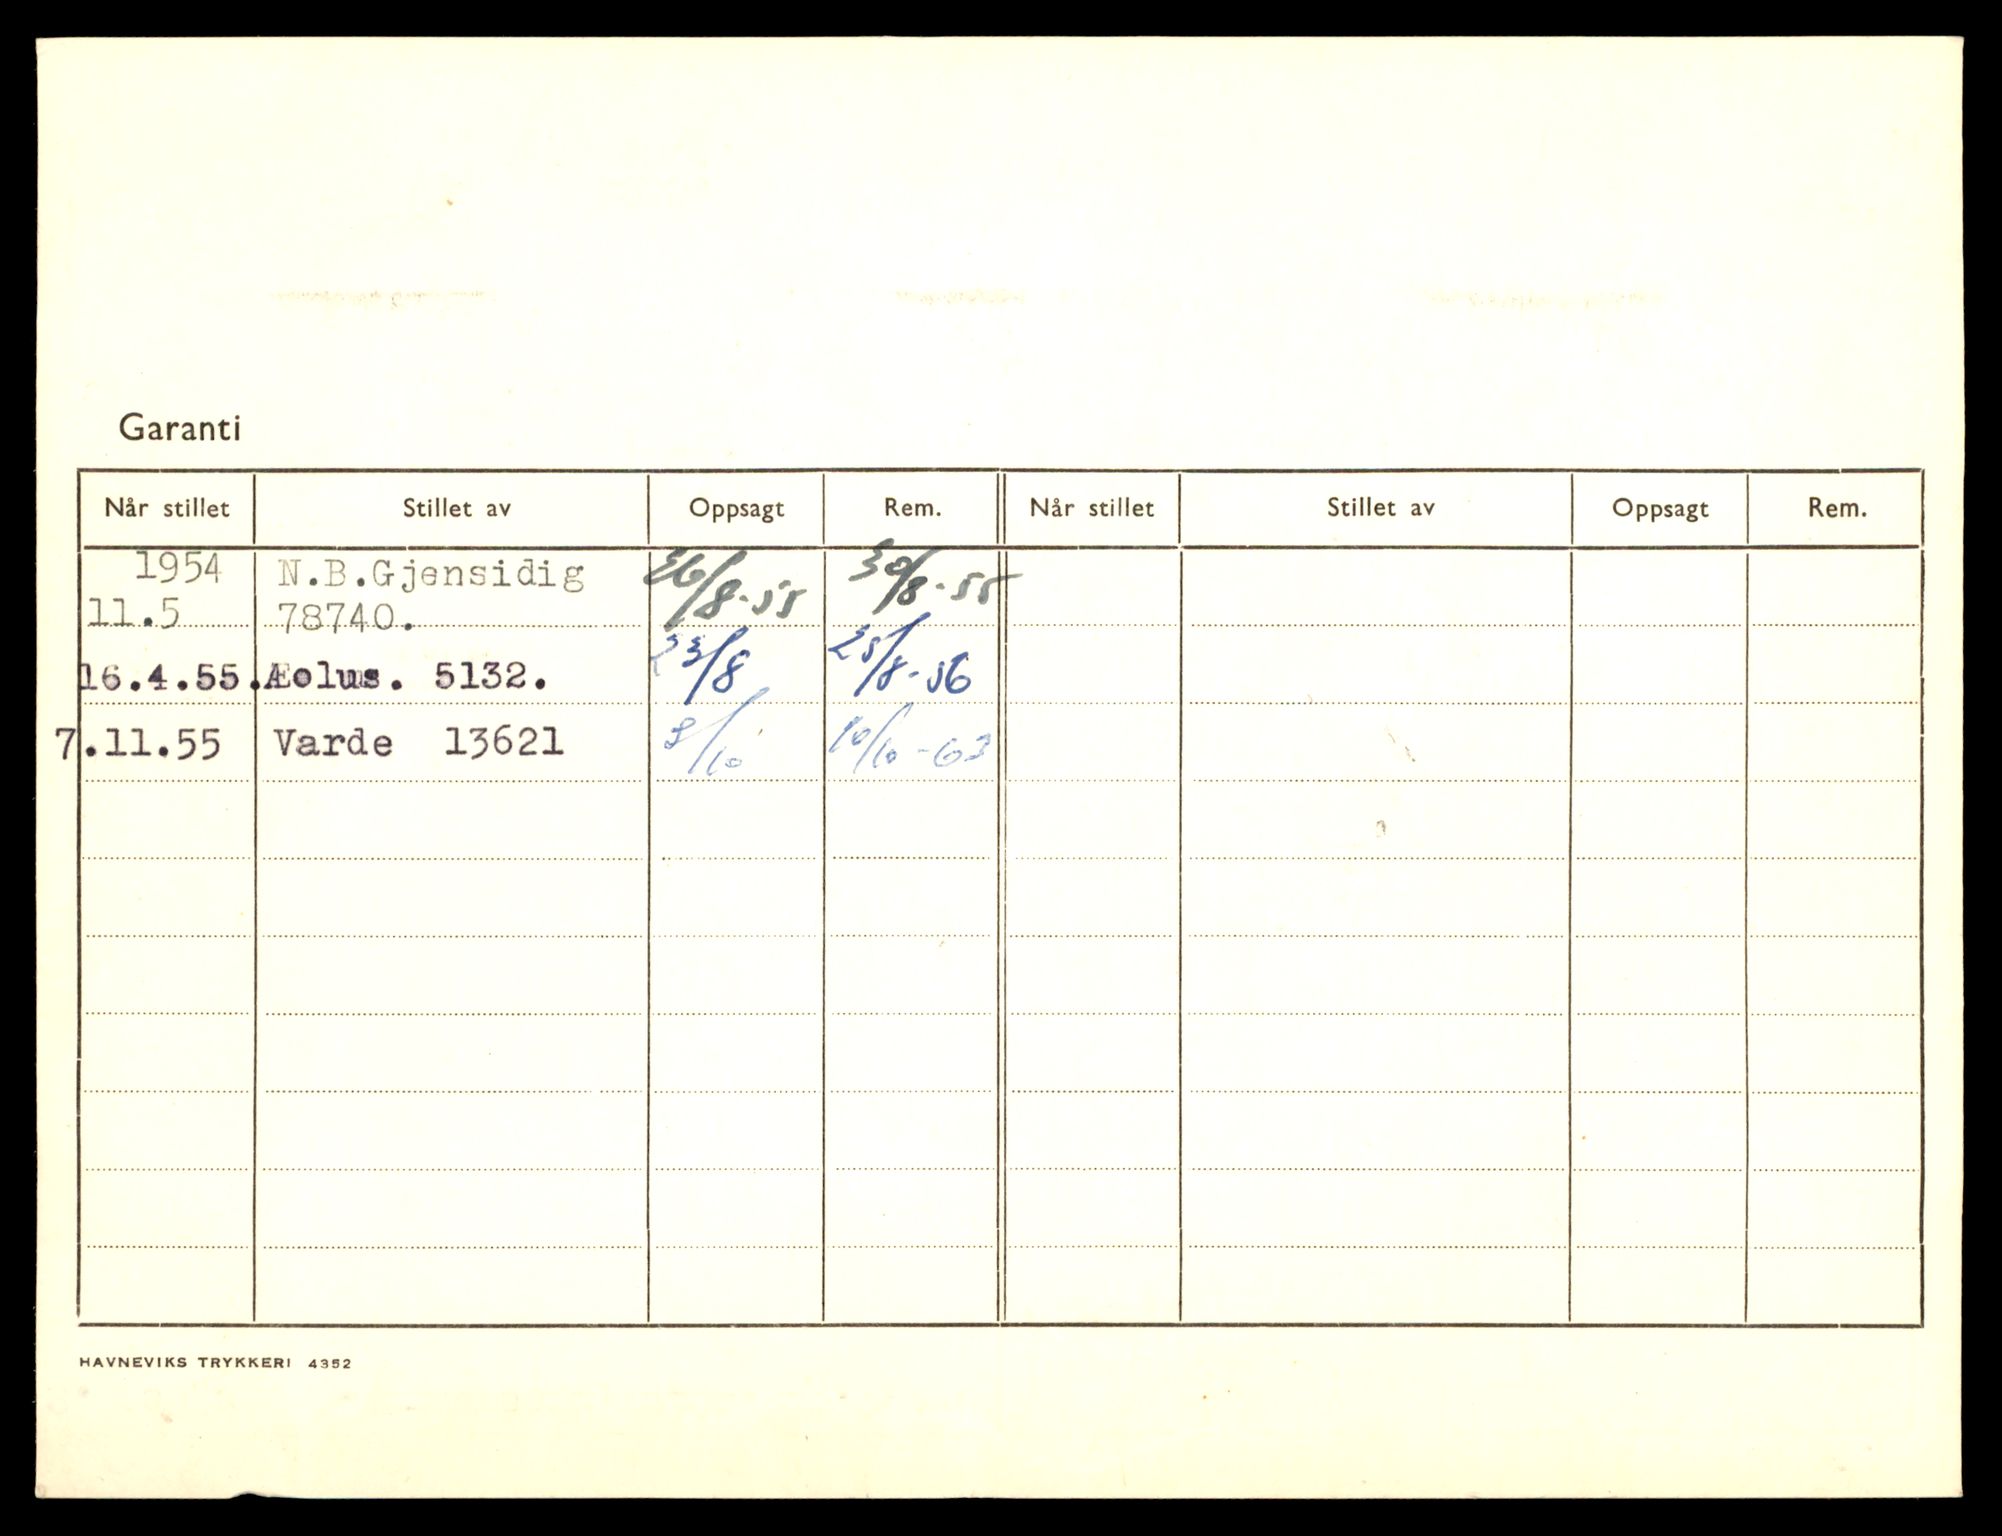 Garanti
Når stillet Stillet av Oppsagt Rem. Når stillet Stillet av Oppsagt Rem.
1954 N.B.Gjensidig 26/8-55 30/8-55
11.5 78740.
16.4.55. Æolus. 5132. 23/8 25/8-56
7.11.55 Varde 13621 9/10 10/10-63
HAVNEVIKS TRYKKERI 4352